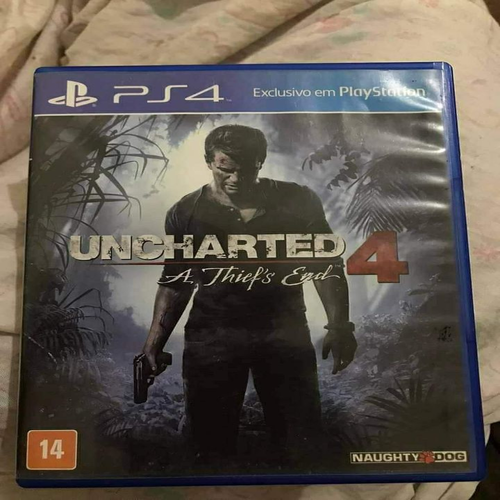 PS4
Exclusivo em PlayStation
UNCHARTED 4
A Thief's End
14
NAUGHTY DOG